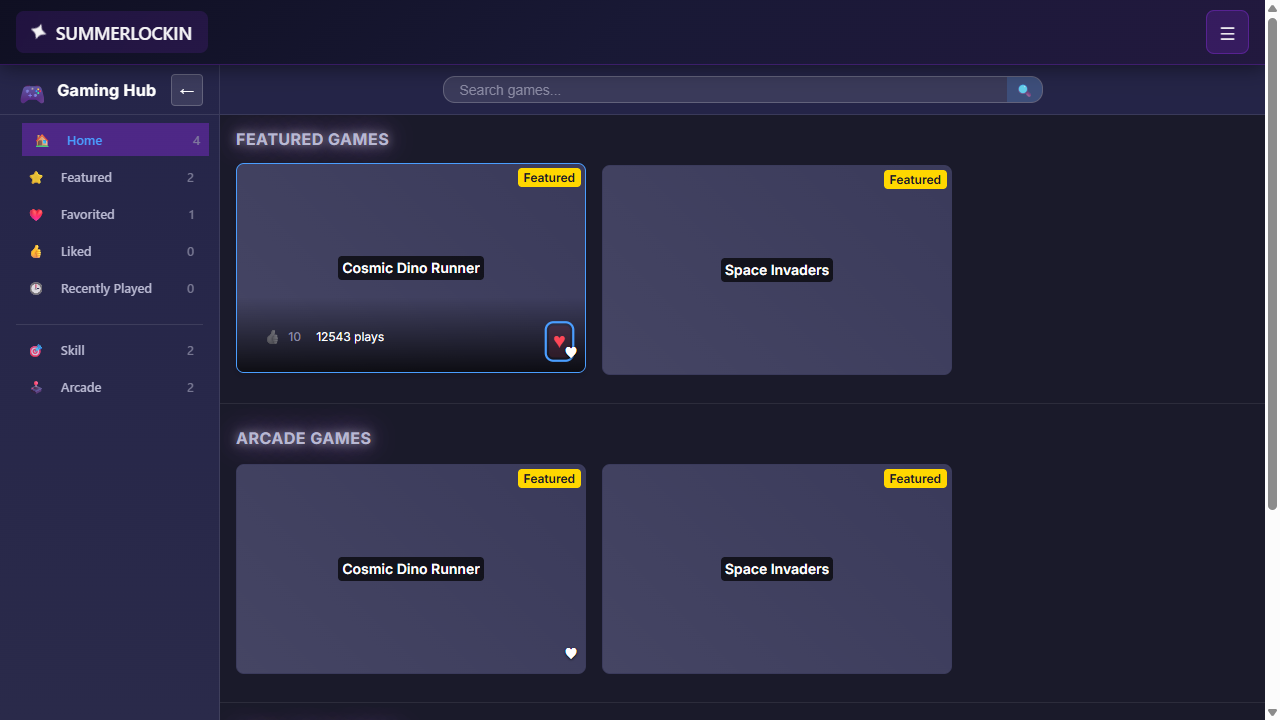 SUMMERLOCKIN
☰
Gaming Hub
←
Search games...
Home 4
Featured 2
Favorited 1
Liked 0
Recently Played 0
Skill 2
Arcade 2
FEATURED GAMES
Featured
Cosmic Dino Runner
10 12543 plays
Featured
Space Invaders
ARCADE GAMES
Featured
Cosmic Dino Runner
Featured
Space Invaders